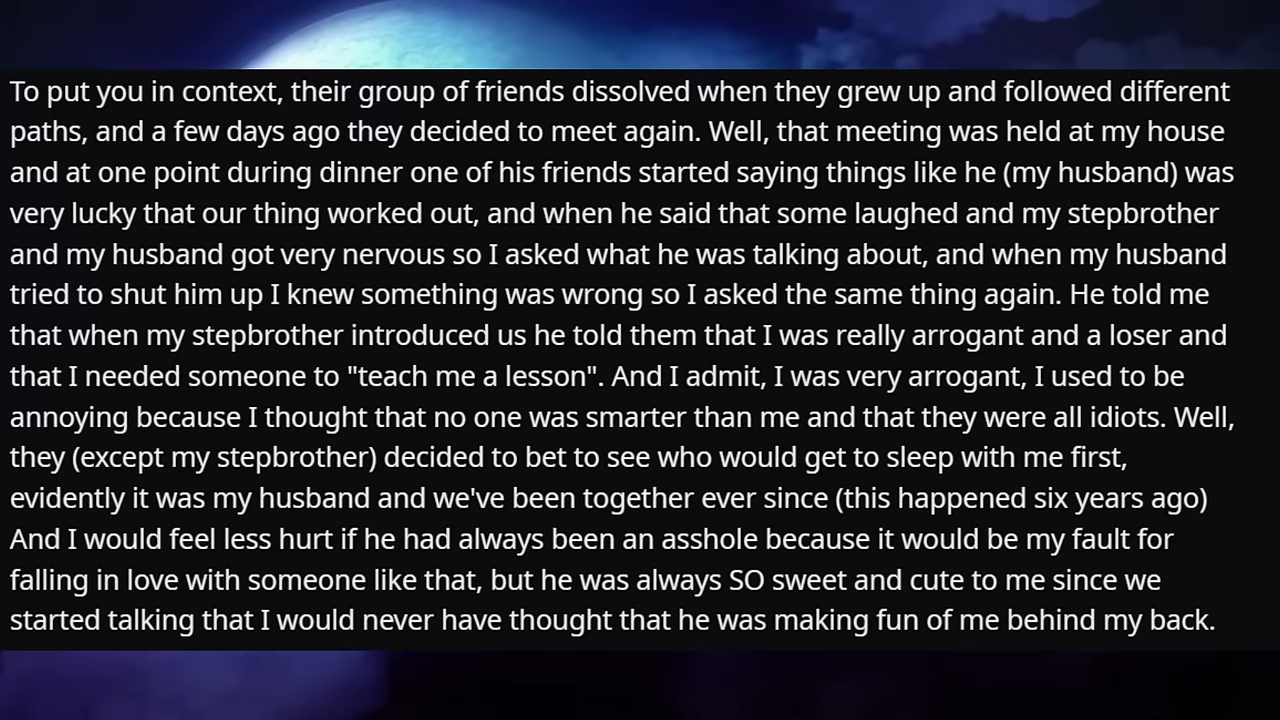 To put you in context, their group of friends dissolved when they grew up and followed different
paths, and a few days ago they decided to meet again. Well, that meeting was held at my house
and at one point during dinner one of his friends started saying things like he (my husband) was
very lucky that our thing worked out, and when he said that some laughed and my stepbrother
and my husband got very nervous so I asked what he was talking about, and when my husband
tried to shut him up I knew something was wrong so I asked the same thing again. He told me
that when my stepbrother introduced us he told them that I was really arrogant and a loser and
that I needed someone to "teach me a lesson". And I admit, I was very arrogant, I used to be
annoying because I thought that no one was smarter than me and that they were all idiots. Well,
they (except my stepbrother) decided to bet to see who would get to sleep with me first,
evidently it was my husband and we've been together ever since (this happened six years ago)
And I would feel less hurt if he had always been an asshole because it would be my fault for
falling in love with someone like that, but he was always SO sweet and cute to me since we
started talking that I would never have thought that he was making fun of me behind my back.